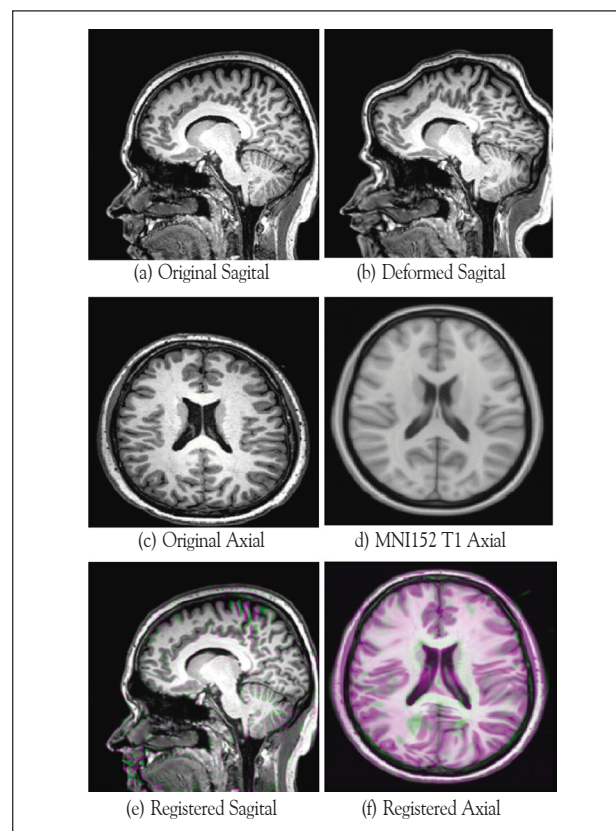 (a) Original Sagital
(b) Deformed Sagital
(c) Original Axial
d) MNI152 T1 Axial
(e) Registered Sagital
(f) Registered Axial